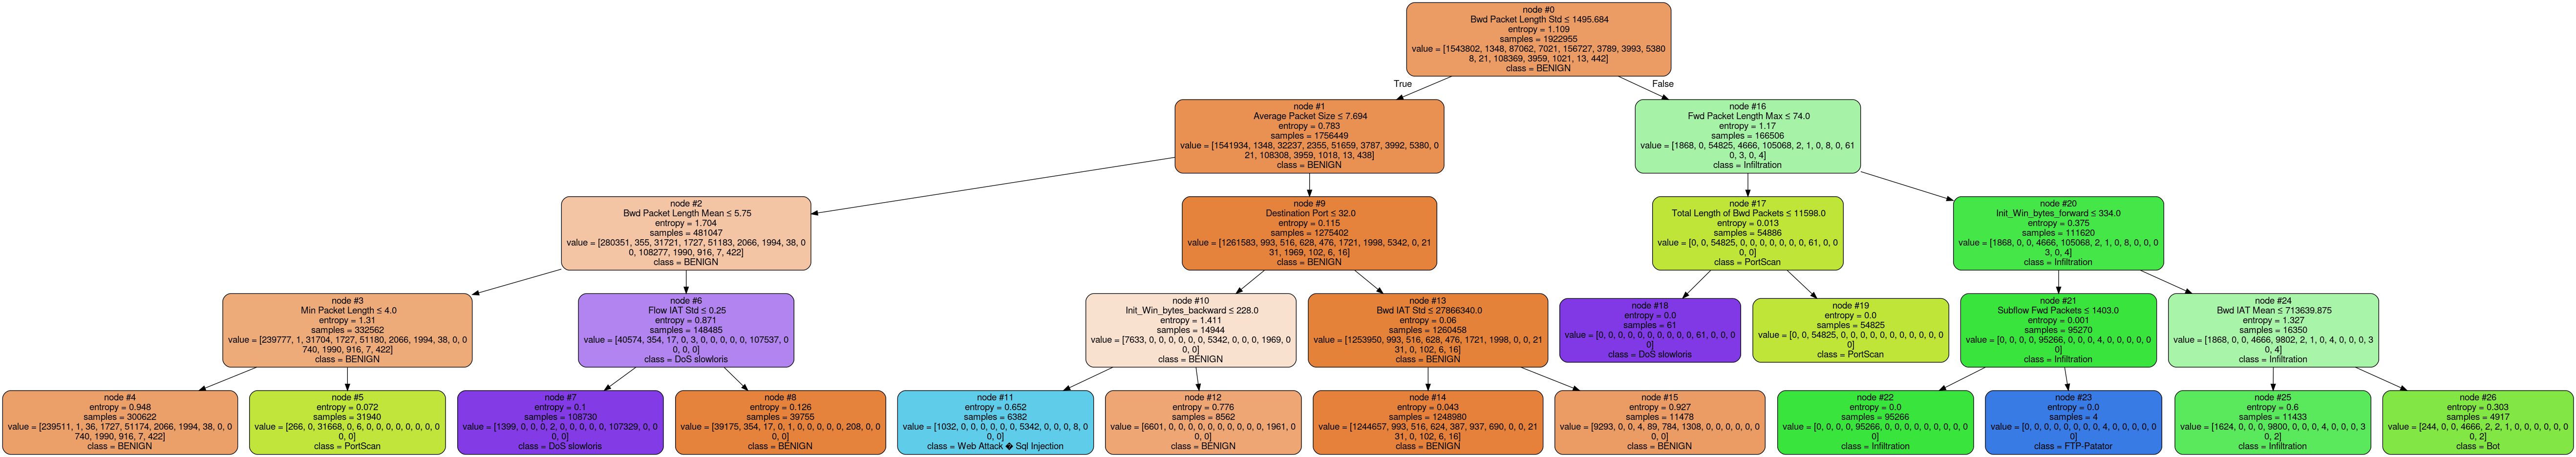 node #0
Bwd Packet Length Std ≤ 1495.684
entropy = 1.109
samples = 1922955
value = [1543802, 1348, 87062, 7021, 156727, 3789, 3993, 5380
8, 21, 108369, 3959, 1021, 13, 442]
class = BENIGN
True
False
node #1
Average Packet Size ≤ 7.694
entropy = 0.783
samples = 1756449
value = [1541934, 1348, 32237, 2355, 51659, 3787, 3992, 5380, 0
21, 108308, 3959, 1018, 13, 438]
class = BENIGN
node #16
Fwd Packet Length Max ≤ 74.0
entropy = 1.17
samples = 166506
value = [1868, 0, 54825, 4666, 105068, 2, 1, 0, 8, 0, 61
0, 3, 0, 4]
class = Infiltration
node #2
Bwd Packet Length Mean ≤ 5.75
entropy = 1.704
samples = 481047
value = [280351, 355, 31721, 1727, 51183, 2066, 1994, 38, 0, 0
0, 108277, 1990, 916, 7, 422]
class = BENIGN
node #9
Destination Port ≤ 32.0
entropy = 0.115
samples = 1275402
value = [1261583, 993, 516, 628, 476, 1721, 1998, 5342, 0, 21
31, 1969, 102, 6, 16]
class = BENIGN
node #17
Total Length of Bwd Packets ≤ 11598.0
entropy = 0.013
samples = 54886
value = [0, 0, 54825, 0, 0, 0, 0, 0, 0, 0, 61, 0, 0
0, 0]
class = PortScan
node #20
Init_Win_bytes_forward ≤ 334.0
entropy = 0.375
samples = 111620
value = [1868, 0, 0, 4666, 105068, 2, 1, 0, 8, 0, 0, 0
3, 0, 4]
class = Infiltration
node #3
Min Packet Length ≤ 4.0
entropy = 1.31
samples = 332562
value = [239777, 1, 31704, 1727, 51180, 2066, 1994, 38, 0, 0
740, 1990, 916, 7, 422]
class = BENIGN
node #6
Flow IAT Std ≤ 0.25
entropy = 0.871
samples = 148485
value = [40574, 354, 17, 0, 3, 0, 0, 0, 0, 0, 107537, 0
0, 0, 0]
class = DoS slowloris
node #10
Init_Win_bytes_backward ≤ 228.0
entropy = 1.411
samples = 14944
value = [7633, 0, 0, 0, 0, 0, 0, 5342, 0, 0, 0, 1969, 0
0, 0]
class = BENIGN
node #13
Bwd IAT Std ≤ 27866340.0
entropy = 0.06
samples = 1260458
value = [1253950, 993, 516, 628, 476, 1721, 1998, 0, 0, 21
31, 0, 102, 6, 16]
class = BENIGN
node #18
entropy = 0.0
samples = 61
value = [0, 0, 0, 0, 0, 0, 0, 0, 0, 0, 61, 0, 0, 0
0]
class = DoS slowloris
node #19
entropy = 0.0
samples = 54825
value = [0, 0, 54825, 0, 0, 0, 0, 0, 0, 0, 0, 0, 0, 0
0]
class = PortScan
node #21
Subflow Fwd Packets ≤ 1403.0
entropy = 0.001
samples = 95270
value = [0, 0, 0, 0, 95266, 0, 0, 0, 4, 0, 0, 0, 0, 0
0]
class = Infiltration
node #24
Bwd IAT Mean ≤ 713639.875
entropy = 1.327
samples = 16350
value = [1868, 0, 0, 4666, 9802, 2, 1, 0, 4, 0, 0, 0, 3
0, 4]
class = Infiltration
node #4
entropy = 0.948
samples = 300622
value = [239511, 1, 36, 1727, 51174, 2066, 1994, 38, 0, 0
740, 1990, 916, 7, 422]
class = BENIGN
node #5
entropy = 0.072
samples = 31940
value = [266, 0, 31668, 0, 6, 0, 0, 0, 0, 0, 0, 0, 0
0, 0]
class = PortScan
node #7
entropy = 0.1
samples = 108730
value = [1399, 0, 0, 0, 2, 0, 0, 0, 0, 0, 107329, 0, 0
0, 0]
class = DoS slowloris
node #8
entropy = 0.126
samples = 39755
value = [39175, 354, 17, 0, 1, 0, 0, 0, 0, 0, 208, 0, 0
0, 0]
class = BENIGN
node #11
entropy = 0.652
samples = 6382
value = [1032, 0, 0, 0, 0, 0, 0, 5342, 0, 0, 0, 8, 0
0, 0]
class = Web Attack � Sql Injection
node #12
entropy = 0.776
samples = 8562
value = [6601, 0, 0, 0, 0, 0, 0, 0, 0, 0, 0, 1961, 0
0, 0]
class = BENIGN
node #14
entropy = 0.043
samples = 1248980
value = [1244657, 993, 516, 624, 387, 937, 690, 0, 0, 21
31, 0, 102, 6, 16]
class = BENIGN
node #15
entropy = 0.927
samples = 11478
value = [9293, 0, 0, 4, 89, 784, 1308, 0, 0, 0, 0, 0, 0
0, 0]
class = BENIGN
node #22
entropy = 0.0
samples = 95266
value = [0, 0, 0, 0, 95266, 0, 0, 0, 0, 0, 0, 0, 0, 0
0]
class = Infiltration
node #23
entropy = 0.0
samples = 4
value = [0, 0, 0, 0, 0, 0, 0, 0, 4, 0, 0, 0, 0, 0
0]
class = FTP-Patator
node #25
entropy = 0.6
samples = 11433
value = [1624, 0, 0, 0, 9800, 0, 0, 0, 4, 0, 0, 0, 3
0, 2]
class = Infiltration
node #26
entropy = 0.303
samples = 4917
value = [244, 0, 0, 4666, 2, 2, 1, 0, 0, 0, 0, 0, 0
0, 2]
class = Bot